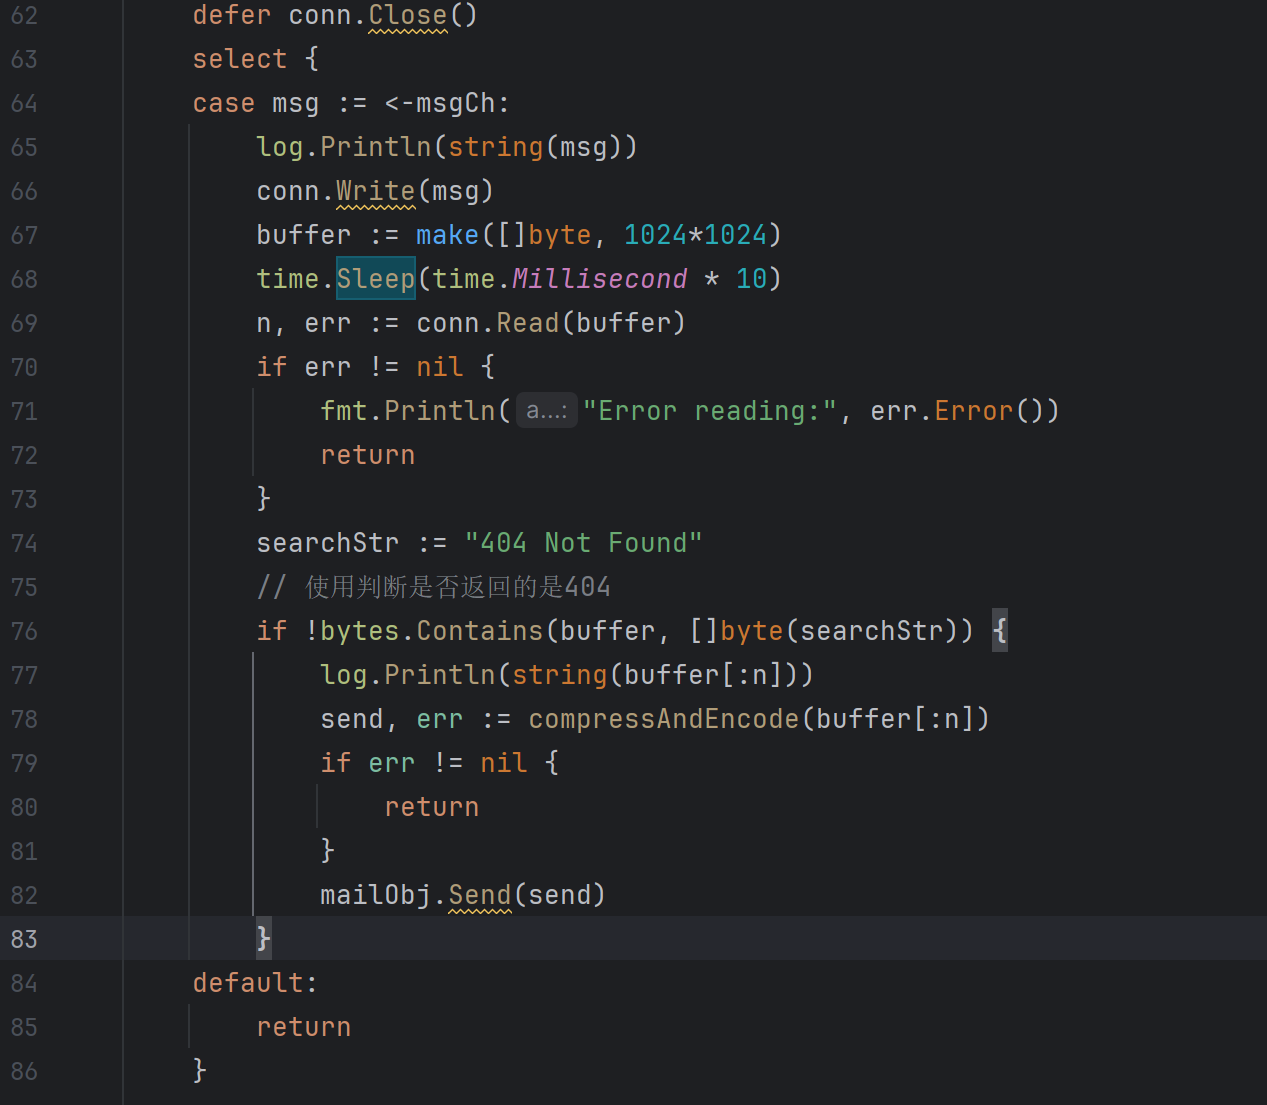 62 defer conn.Close()
63 select {
64 case msg := <-msgCh:
65 log.Println(string(msg))
66 conn.Write(msg)
67 buffer := make([]byte, 1024*1024)
68 time.Sleep(time.Millisecond * 10)
69 n, err := conn.Read(buffer)
70 if err != nil {
71 fmt.Println( a...: "Error reading:", err.Error())
72 return
73 }
74 searchStr := "404 Not Found"
75 // 使用判断是否返回的是404
76 if !bytes.Contains(buffer, []byte(searchStr)) {
77 log.Println(string(buffer[:n]))
78 send, err := compressAndEncode(buffer[:n])
79 if err != nil {
80 return
81 }
82 mailObj.Send(send)
83 }
84 default:
85 return
86 }